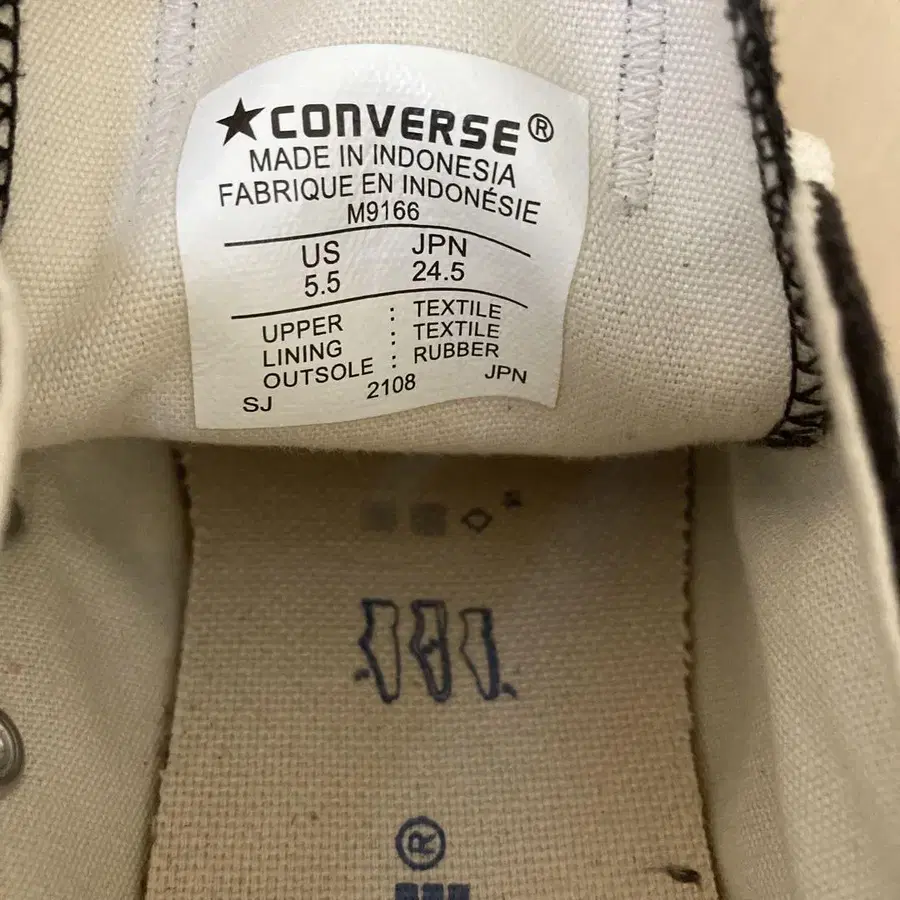 ★CONVERSE®
MADE IN INDONESIA
FABRIQUE EN INDONÉSIE
M9166
US JPN
5.5 24.5
UPPER : TEXTILE
LINING : TEXTILE
OUTSOLE : RUBBER
SJ 2108 JPN
®